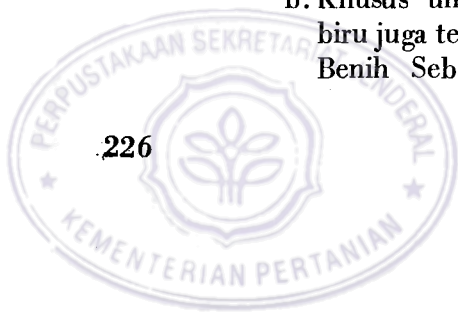 b. Khusus un
biru juga te
Benih Seb
226
PERPUSTAKAAN SEKRETARIAT JENDERAL
KEMENTERIAN PERTANIAN